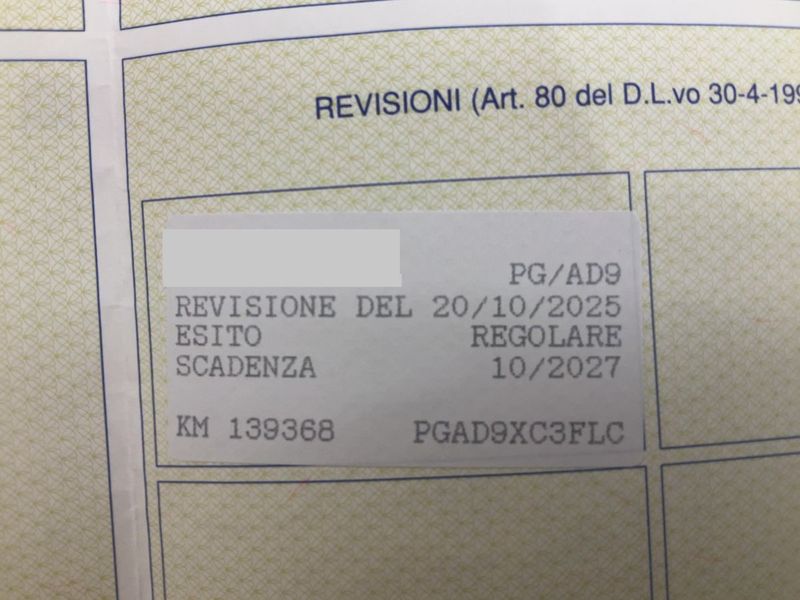 REVISIONI (Art. 80 del D.L.vo 30-4-199
PG/AD9
REVISIONE DEL 20/10/2025
ESITO REGOLARE
SCADENZA 10/2027
KM 139368 PGAD9XC3FLC